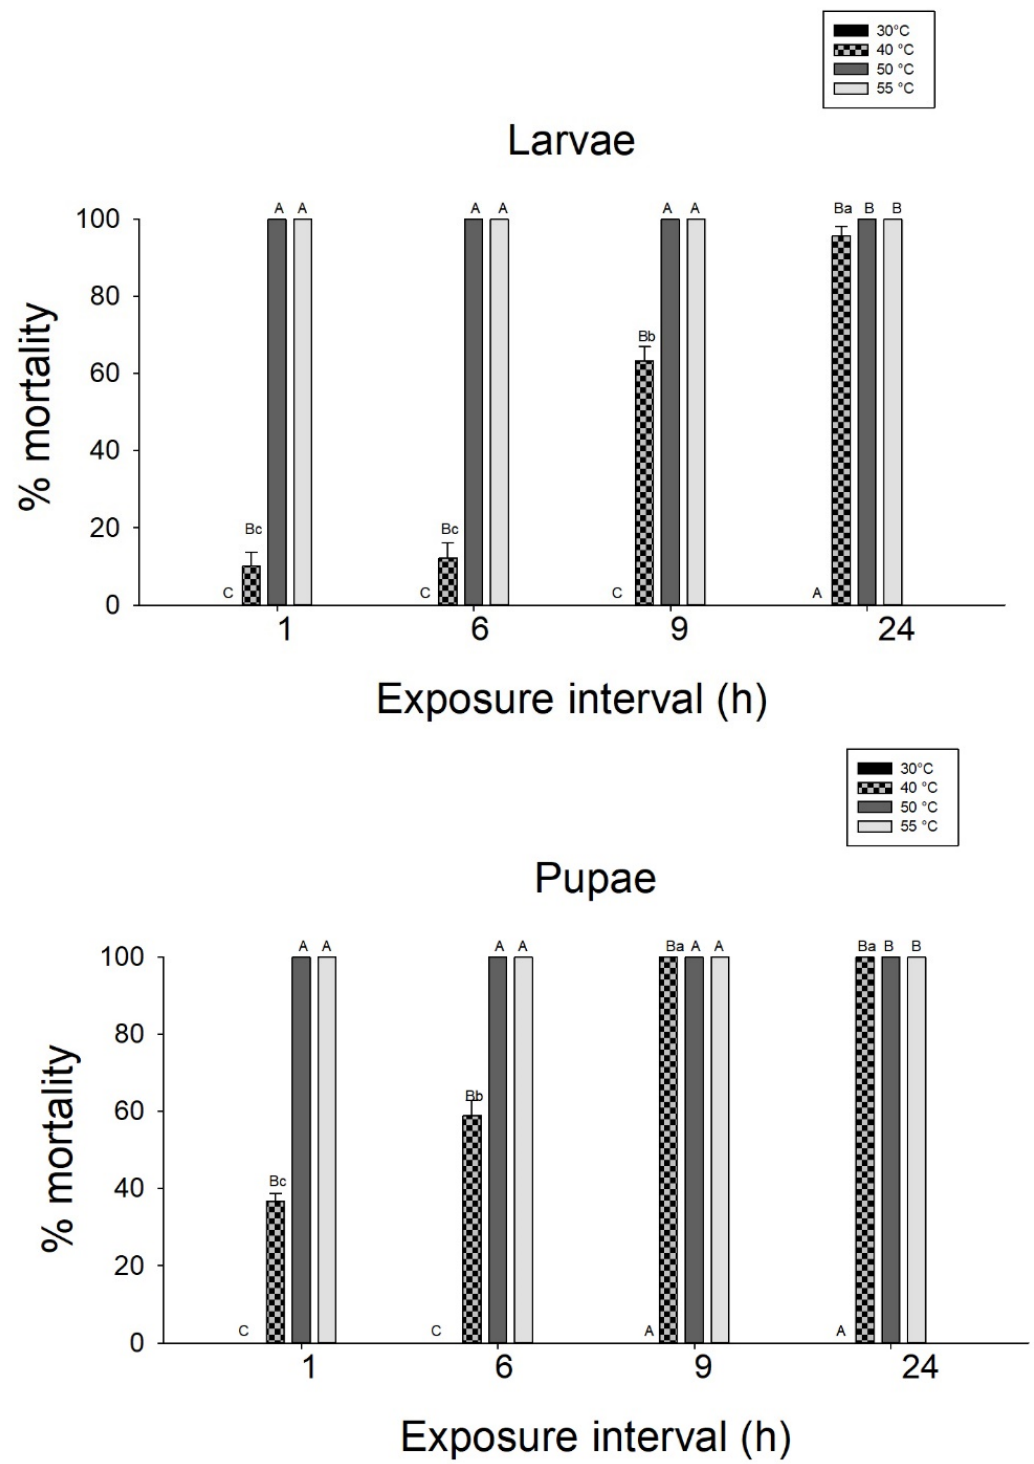 30°C
40 °C
50 °C
55 °C
Larvae
% mortality
100
80
60
40
20
0
C Bc A A
C Bc A A
C Bb A A
A Ba B B
1 6 9 24
Exposure interval (h)
30°C
40 °C
50 °C
55 °C
Pupae
% mortality
100
80
60
40
20
0
C Bc A A
C Bb A A
A Ba A A
A Ba B B
1 6 9 24
Exposure interval (h)